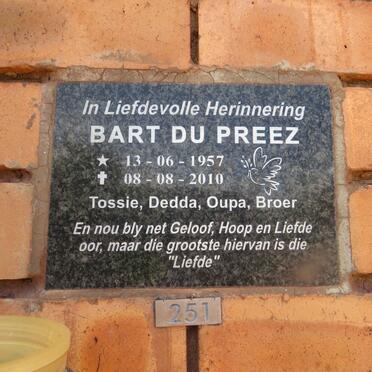 In Liefdevolle Herinnering
BART DU PREEZ
★ 13 - 06 - 1957
✝ 08 - 08 - 2010
Tossie, Dedda, Oupa, Broer
En nou bly net Geloof, Hoop en Liefde
oor, maar die grootste hiervan is die
"Liefde"
251